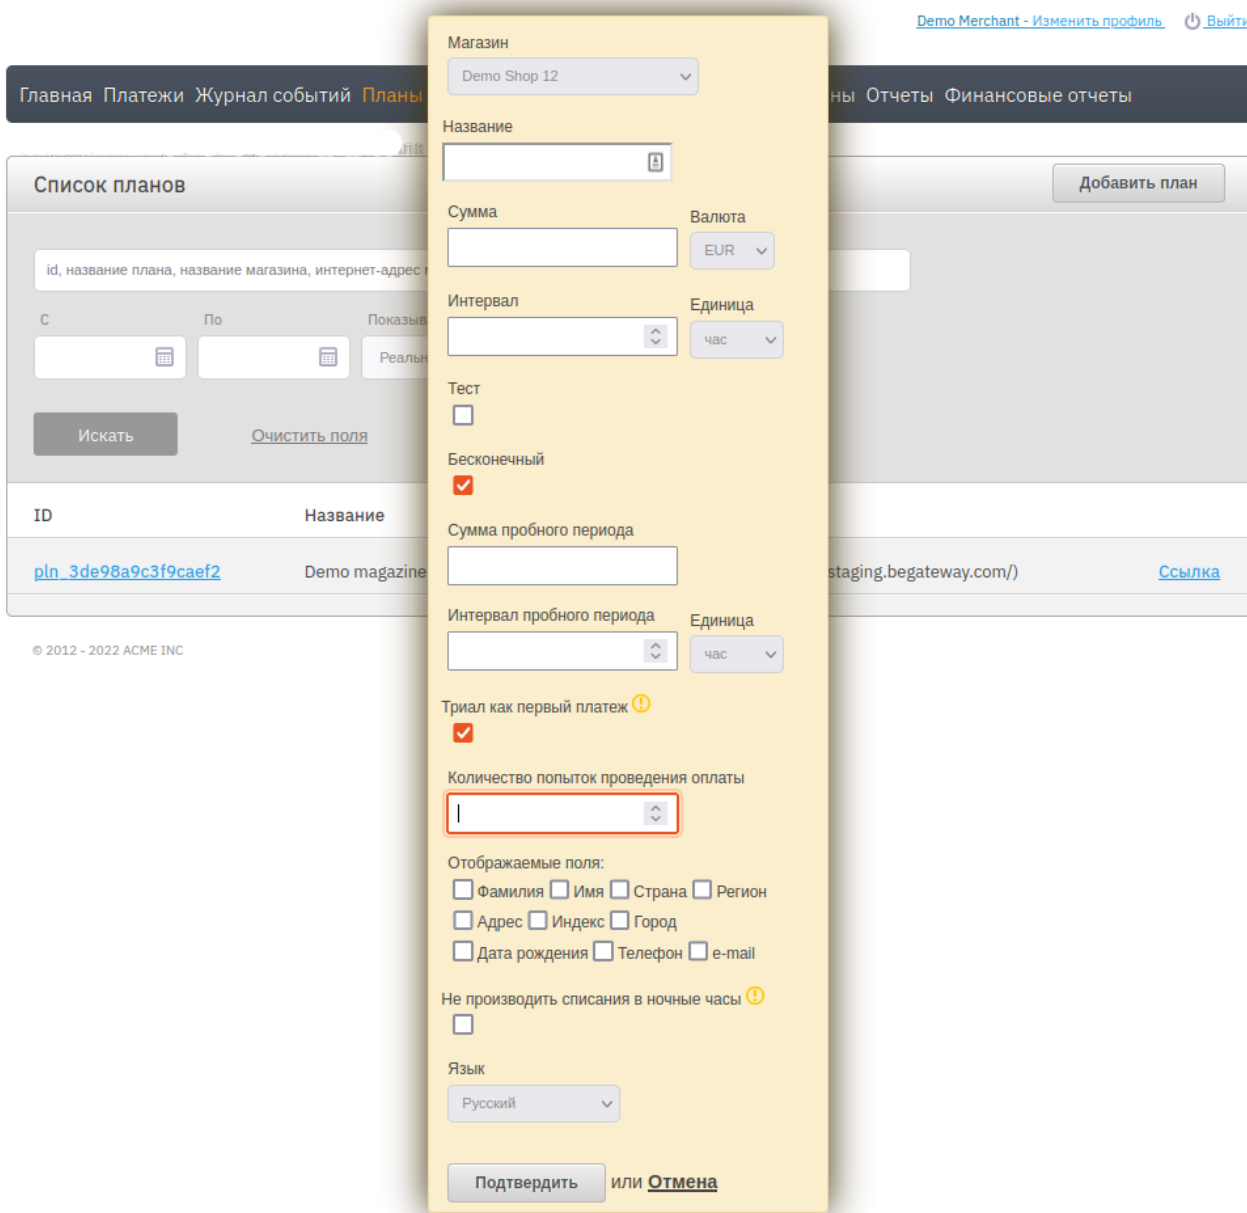 Demo Merchant - Изменить профиль Выйти
Главная Платежи Журнал событий Планы ны Отчеты Финансовые отчеты
Список планов
Добавить план
id, название плана, название магазина, интернет-адрес
С По Показыв
Реальн
Искать Очистить поля
ID Название
pln_3de98a9c3f9caef2 Demo magazine staging.begateway.com/) Ссылка
© 2012 - 2022 ACME INC
Магазин
Demo Shop 12
Название
Сумма Валюта
EUR
Интервал Единица
час
Тест
Бесконечный
Сумма пробного периода
Интервал пробного периода Единица
час
Триал как первый платеж
Количество попыток проведения оплаты
Отображаемые поля:
Фамилия Имя Страна Регион
Адрес Индекс Город
Дата рождения Телефон e-mail
Не производить списания в ночные часы
Язык
Русский
Подтвердить или Отмена